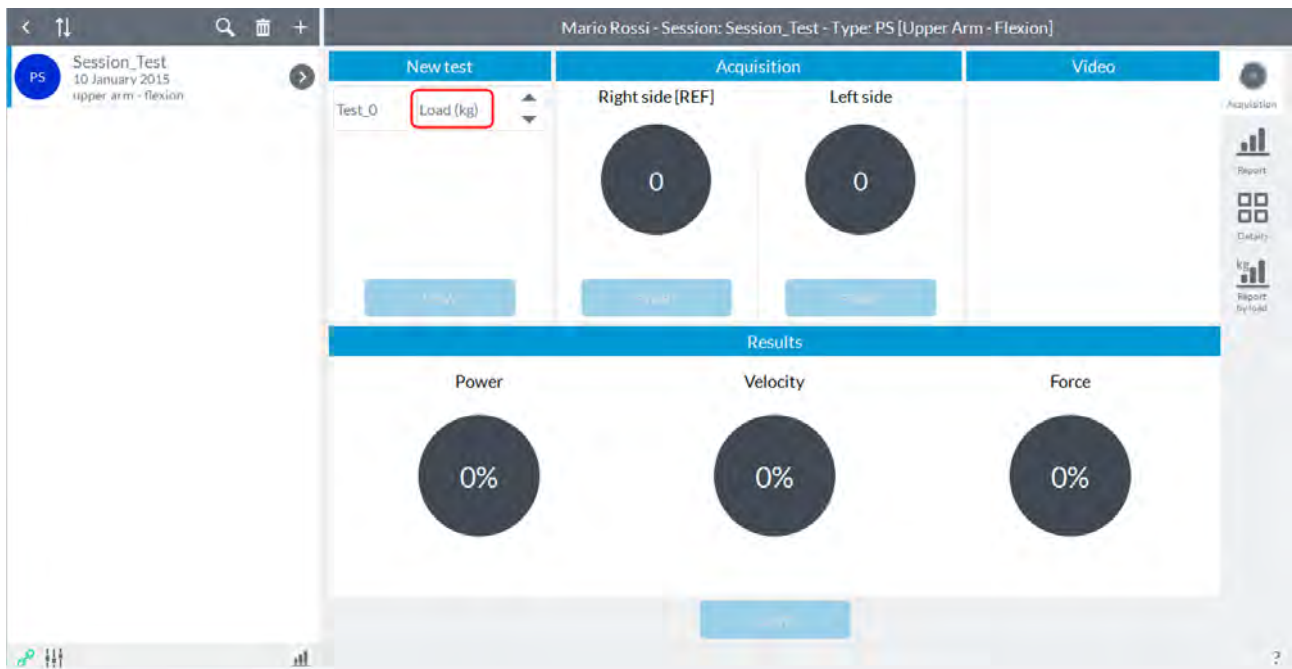 Mario Rossi - Session: Session_Test - Type: PS [Upper Arm - Flexion]
PS
Session_Test
10 January 2015
upper arm - flexion
New test
Acquisition
Video
Test_0
Load (kg)
Right side [REF]
Left side
0
0
Results
Power
Velocity
Force
0%
0%
0%
Acquisition
Report
Details
kg
Report
by load
?